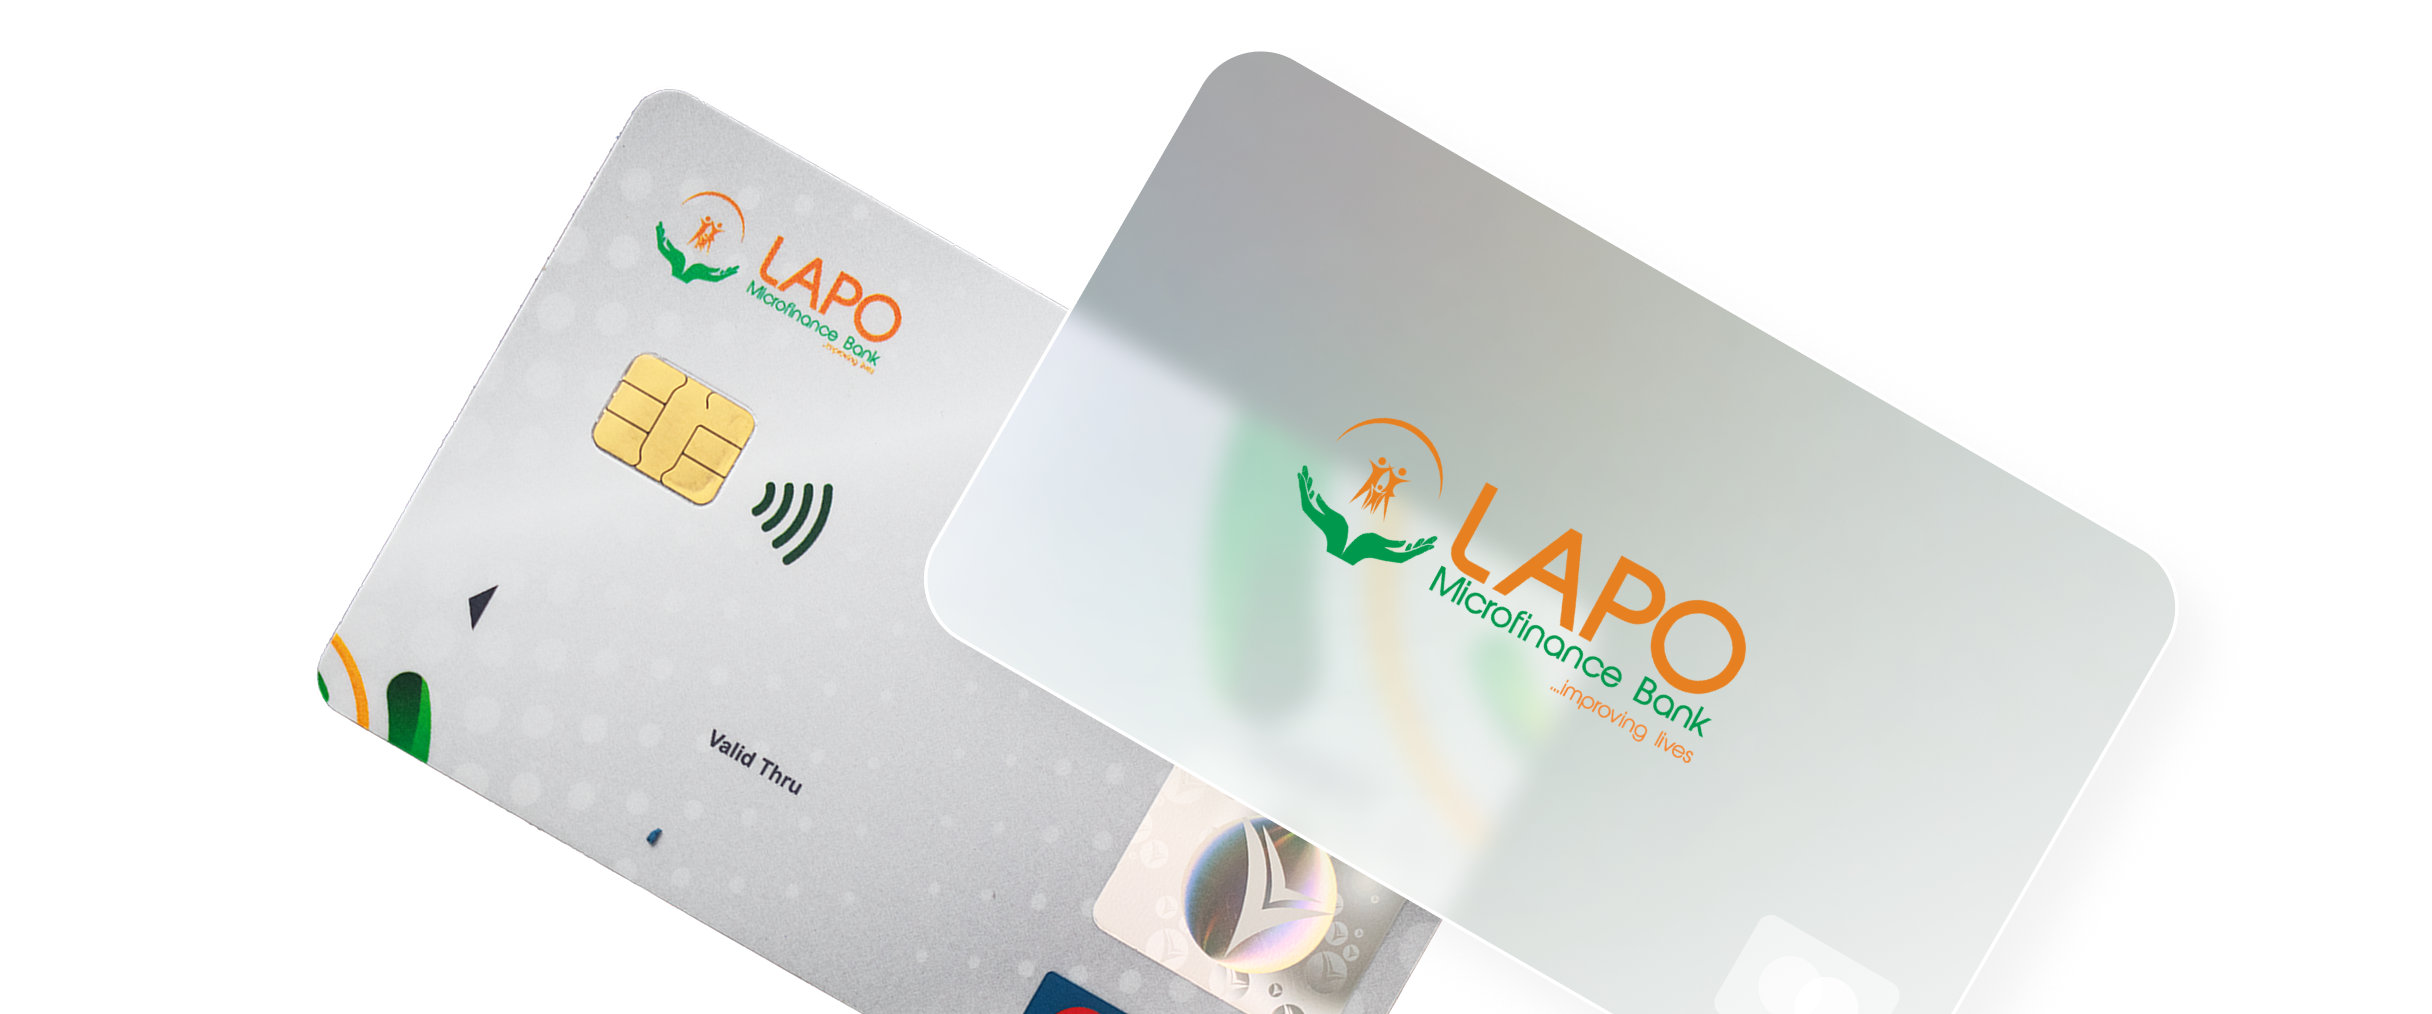 LAPO
Microfinance Bank
...improving lives
Valid Thru
LAPO
Microfinance Bank
...improving lives